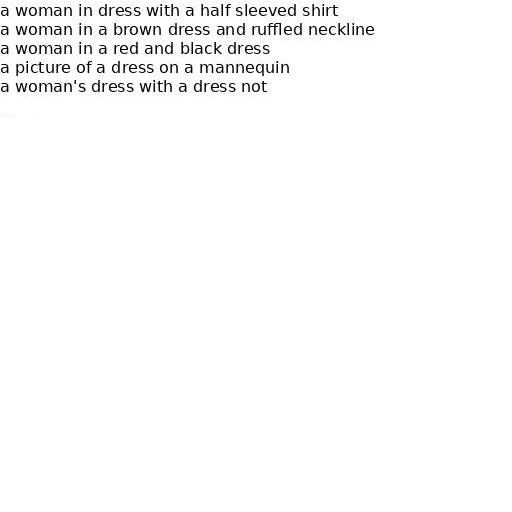 a woman in dress with a half sleeved shirt
a woman in a brown dress and ruffled neckline
a woman in a red and black dress
a picture of a dress on a mannequin
a woman's dress with a dress not